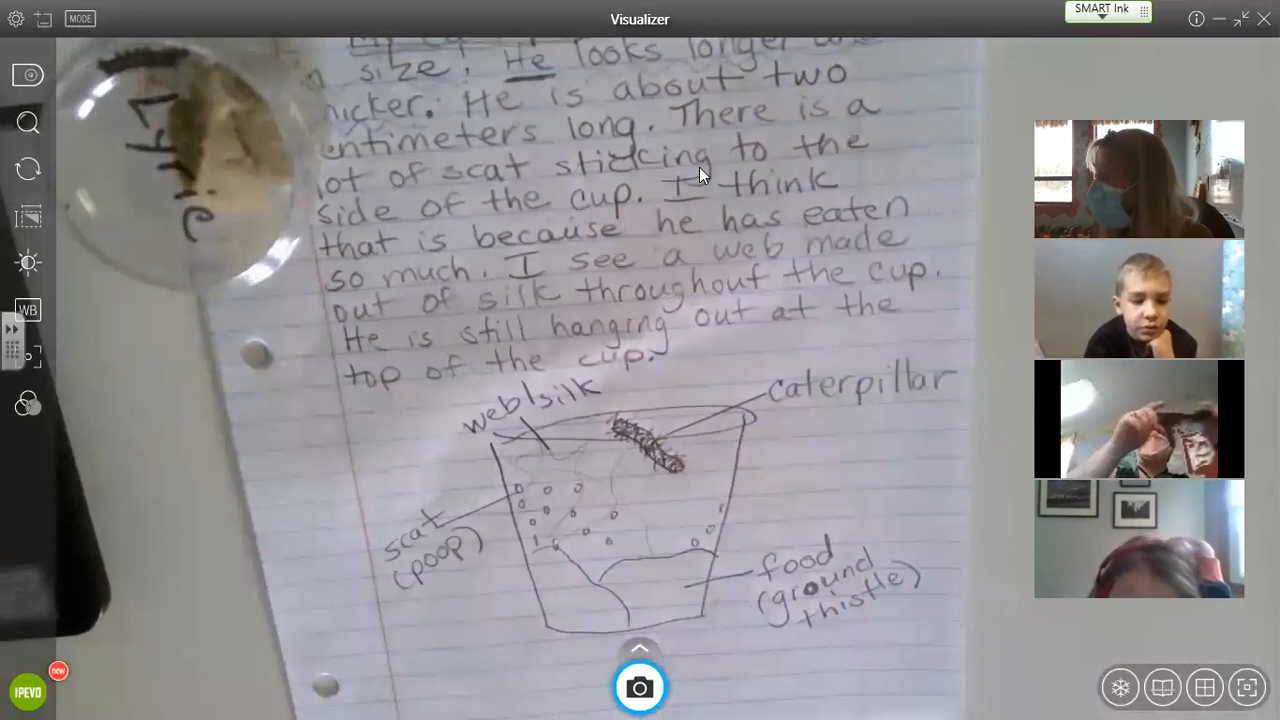 Visualizer
SMART Ink
MODE
WB
size! He looks longer
He is about two
long. There is a
lot of scat sticking to the
side of the cup. I think
that is because he has eaten
so much. I see a web made
out of silk throughout the cup.
He is still hanging out at the
top of the cup.
web/silk
caterpillar
scat
(poop)
food
(ground
thistle)
new
IPEVO